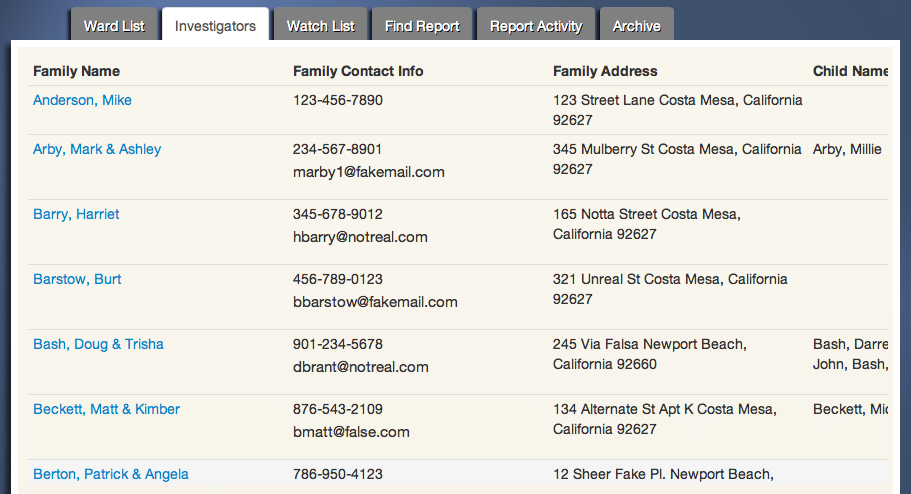 Ward List Investigators Watch List Find Report Report Activity Archive
Family Name Family Contact Info Family Address Child Name
Anderson, Mike 123-456-7890 123 Street Lane Costa Mesa, California
92627
Arby, Mark & Ashley 234-567-8901 345 Mulberry St Costa Mesa, California Arby, Millie
marby1@fakemail.com 92627
Barry, Harriet 345-678-9012 165 Notta Street Costa Mesa,
hbarry@notreal.com California 92627
Barstow, Burt 456-789-0123 321 Unreal St Costa Mesa, California
bbarstow@fakemail.com 92627
Bash, Doug & Trisha 901-234-5678 245 Via Falsa Newport Beach, Bash, Darre
dbrant@notreal.com California 92660 John, Bash,
Beckett, Matt & Kimber 876-543-2109 134 Alternate St Apt K Costa Mesa, Beckett, Mic
bmatt@false.com California 92627
Berton, Patrick & Angela 786-950-4123 12 Sheer Fake Pl. Newport Beach,